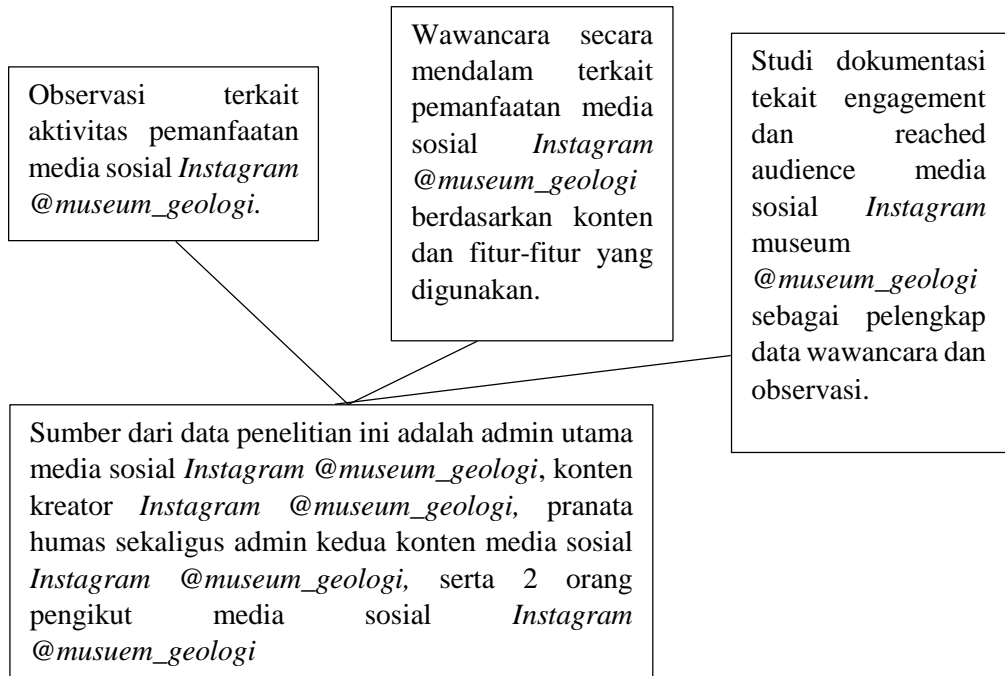 Observasi terkait
aktivitas pemanfaatan
media sosial Instagram
@museum_geologi.
Wawancara secara
mendalam terkait
pemanfaatan media
sosial Instagram
@museum_geologi
berdasarkan konten
dan fitur-fitur yang
digunakan.
Studi dokumentasi
tekait engagement
dan reached
audience media
sosial Instagram
museum
@museum_geologi
sebagai pelengkap
data wawancara dan
observasi.
Sumber dari data penelitian ini adalah admin utama
media sosial Instagram @museum_geologi, konten
kreator Instagram @museum_geologi, pranata
humas sekaligus admin kedua konten media sosial
Instagram @museum_geologi, serta 2 orang
pengikut media sosial Instagram
@musuem_geologi